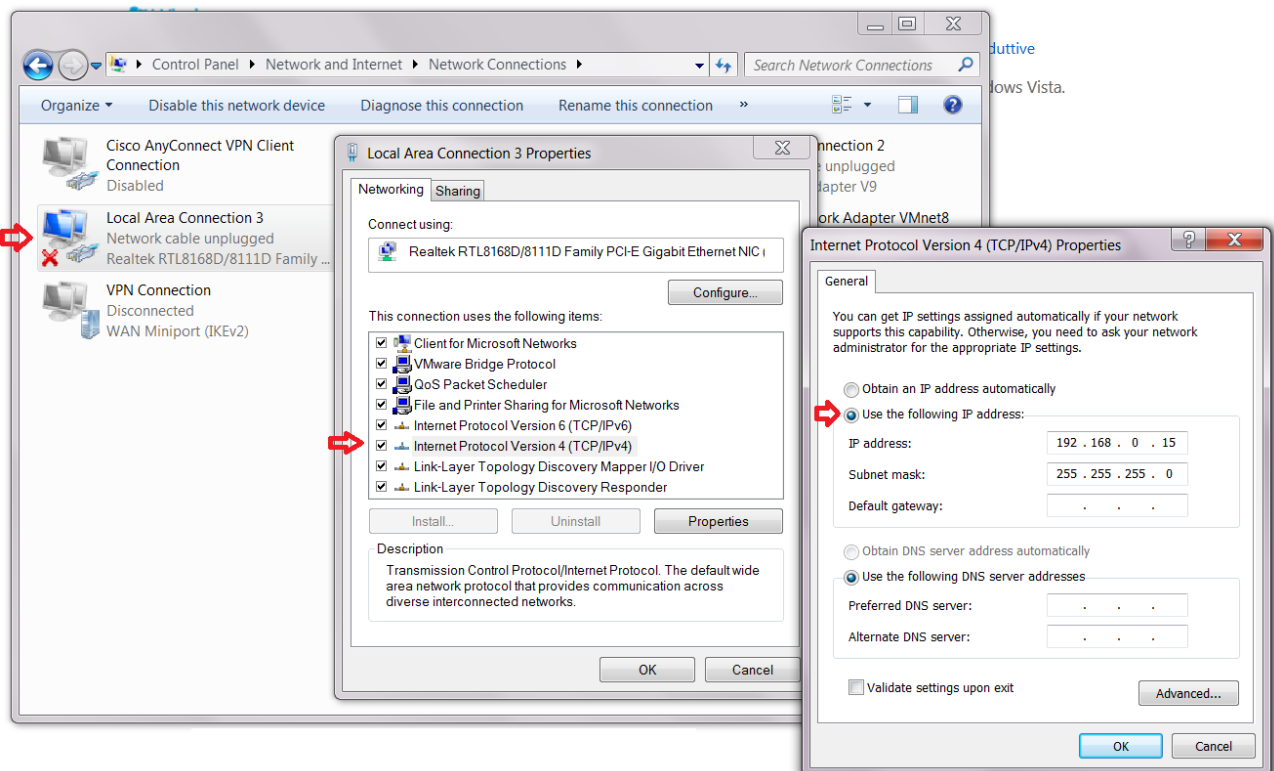 duttive
dows Vista.
Control Panel Network and Internet Network Connections
Search Network Connections
Organize Disable this network device Diagnose this connection Rename this connection »
Cisco AnyConnect VPN Client
Connection
Disabled
Local Area Connection 3
Network cable unplugged
Realtek RTL8168D/8111D Family ...
VPN Connection
Disconnected
WAN Miniport (IKEv2)
nnection 2
unplugged
dapter V9
ork Adapter VMnet8
Local Area Connection 3 Properties
Networking Sharing
Connect using:
Realtek RTL8168D/8111D Family PCI-E Gigabit Ethernet NIC (
Configure...
This connection uses the following items:
Client for Microsoft Networks
VMware Bridge Protocol
QoS Packet Scheduler
File and Printer Sharing for Microsoft Networks
Internet Protocol Version 6 (TCP/IPv6)
Internet Protocol Version 4 (TCP/IPv4)
Link-Layer Topology Discovery Mapper I/O Driver
Link-Layer Topology Discovery Responder
Install... Uninstall Properties
Description
Transmission Control Protocol/Internet Protocol. The default wide
area network protocol that provides communication across
diverse interconnected networks.
OK Cancel
Internet Protocol Version 4 (TCP/IPv4) Properties
General
You can get IP settings assigned automatically if your network
supports this capability. Otherwise, you need to ask your network
administrator for the appropriate IP settings.
Obtain an IP address automatically
Use the following IP address:
IP address: 192 . 168 . 0 . 15
Subnet mask: 255 . 255 . 255 . 0
Default gateway: . . .
Obtain DNS server address automatically
Use the following DNS server addresses
Preferred DNS server: . . .
Alternate DNS server: . . .
Validate settings upon exit
Advanced...
OK Cancel